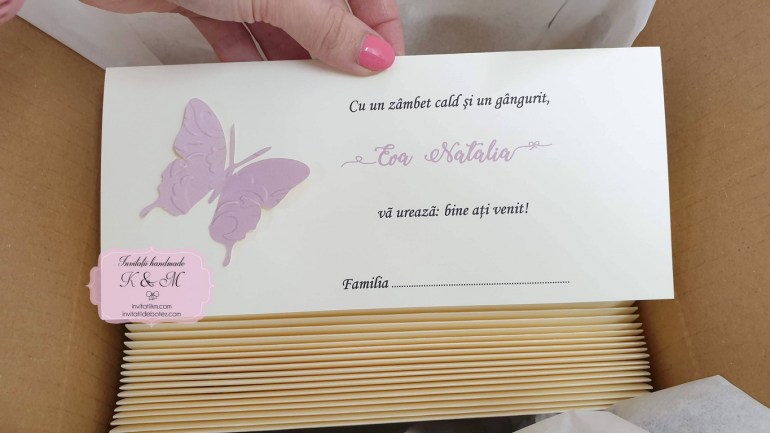 Cu un zâmbet cald și un gângurit,
Eva Natalia
vă urează: bine ați venit!
Familia ............................................................
Invitații handmade
K & M
invitatiikm.com
invitatiidebotez.com